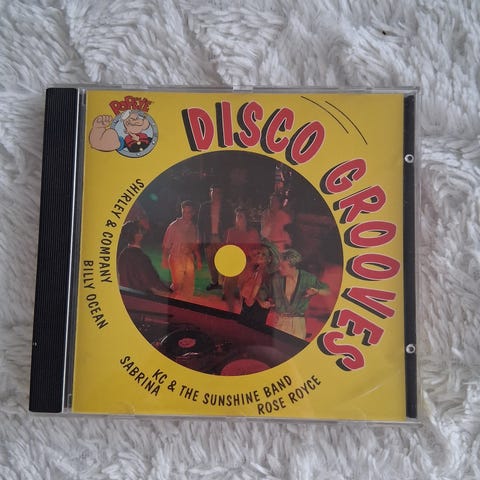 POPEYE
DISCO GROOVES
SHIRLEY & COMPANY
BILLY OCEAN
SABRINA
KC & THE SUNSHINE BAND
ROSE ROYCE